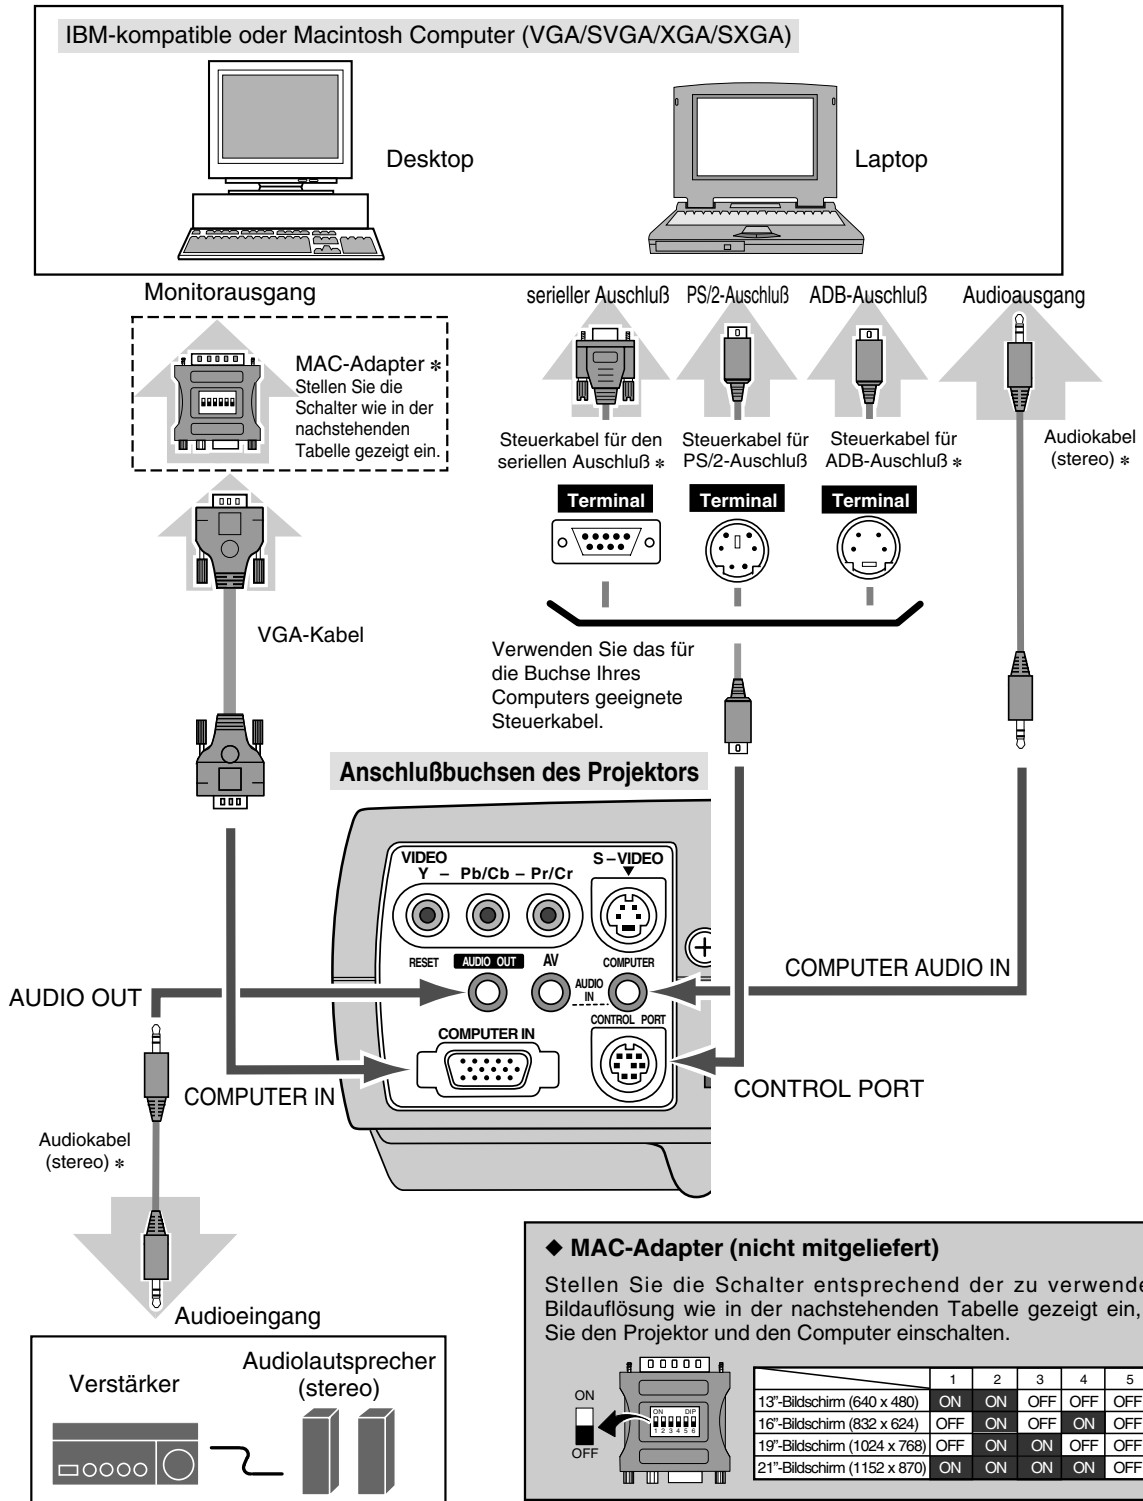 IBM-kompatible oder Macintosh Computer (VGA/SVGA/XGA/SXGA)
Desktop
Laptop
Monitorausgang
serieller Auschluß
PS/2-Auschluß
ADB-Auschluß
Audioausgang
MAC-Adapter *
Stellen Sie die
Schalter wie in der
nachstehenden
Tabelle gezeigt ein.
Steuerkabel für den
seriellen Auschluß *
Steuerkabel für
PS/2-Auschluß
Steuerkabel für
ADB-Auschluß *
Audiokabel
(stereo) *
Terminal
Terminal
Terminal
VGA-Kabel
Verwenden Sie das für
die Buchse Ihres
Computers geeignete
Steuerkabel.
Anschlußbuchsen des Projektors
VIDEO
Y – Pb/Cb – Pr/Cr
S – VIDEO
RESET
AUDIO OUT
AV
COMPUTER
AUDIO
IN
CONTROL PORT
COMPUTER IN
AUDIO OUT
COMPUTER AUDIO IN
COMPUTER IN
CONTROL PORT
Audiokabel
(stereo) *
Audioeingang
Verstärker
Audiolautsprecher
(stereo)
◆ MAC-Adapter (nicht mitgeliefert)
Stellen Sie die Schalter entsprechend der zu verwende
Bildauflösung wie in der nachstehenden Tabelle gezeigt ein,
Sie den Projektor und den Computer einschalten.
ON
OFF
ON DIP
1 2 3 4 5 6
1 2 3 4 5
13"-Bildschirm (640 x 480) ON ON OFF OFF OFF
16"-Bildschirm (832 x 624) OFF ON OFF ON OFF
19"-Bildschirm (1024 x 768) OFF ON ON OFF OFF
21"-Bildschirm (1152 x 870) ON ON ON ON OFF